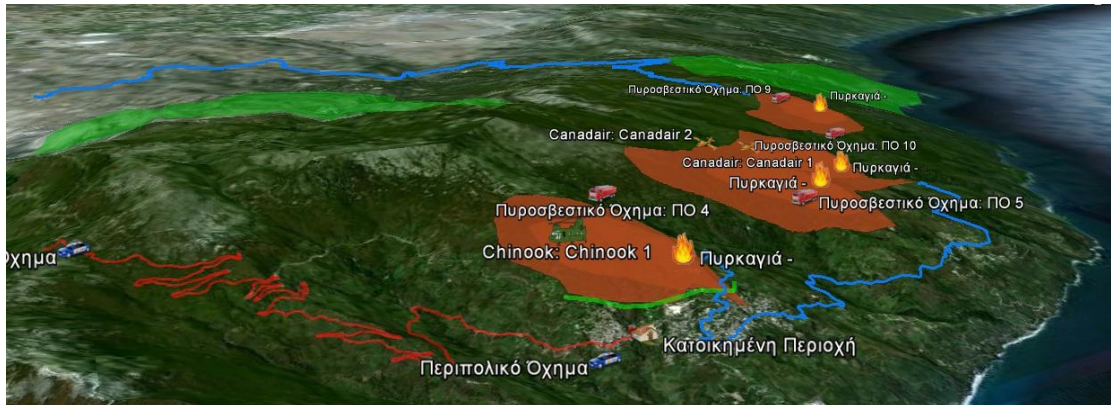 Πυροσβεστικό Όχημα: ΠΟ 9
Πυρκαγιά -
Canadair: Canadair 2
Πυροσβεστικό Όχημα: ΠΟ 10
Canadair: Canadair 1
Πυρκαγιά -
Πυρκαγιά -
Πυροσβεστικό Όχημα: ΠΟ 4
Πυροσβεστικό Όχημα: ΠΟ 5
Chinook: Chinook 1
Πυρκαγιά -
Όχημα
Κατοικημένη Περιοχή
Περιπολικό Όχημα